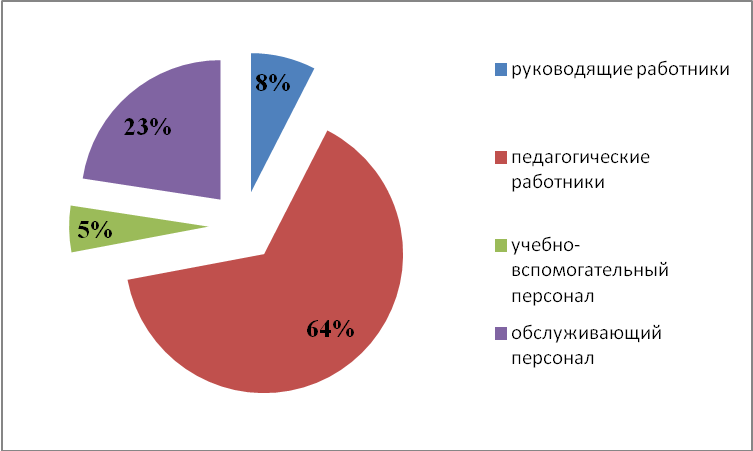 8%
23%
5%
64%
руководящие работники
педагогические
работники
учебно-
вспомогательный
персонал
обслуживающий
персонал